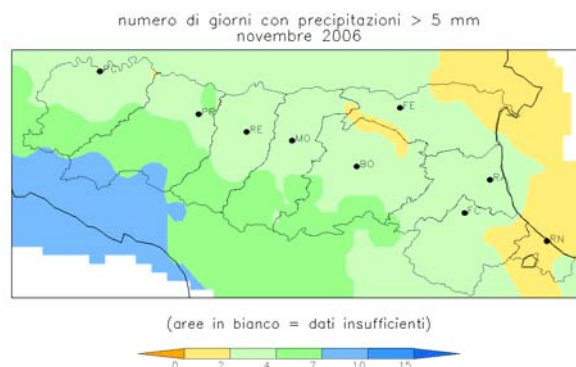 numero di giorni con precipitazioni > 5 mm
novembre 2006
PC
PR
RE
MO
FE
BO
RA
FC
RN
(aree in bianco = dati insufficienti)
0 2 4 7 10 15